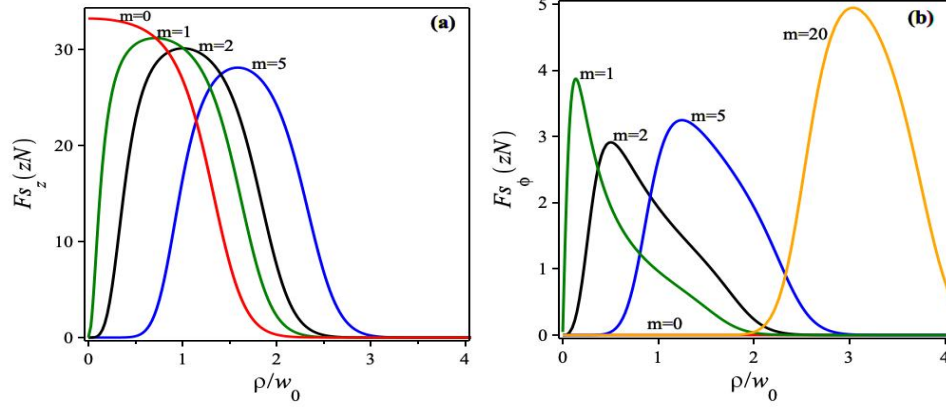 m=0
(a)
m=1
m=2
m=5
30
20
10
0
Fs_z (zN)
0 1 2 3 4
ρ/w_0
(b)
5
m=20
4
m=1
m=2
m=5
3
2
1
0
m=0
Fs_ϕ (zN)
0 1 2 3 4
ρ/w_0